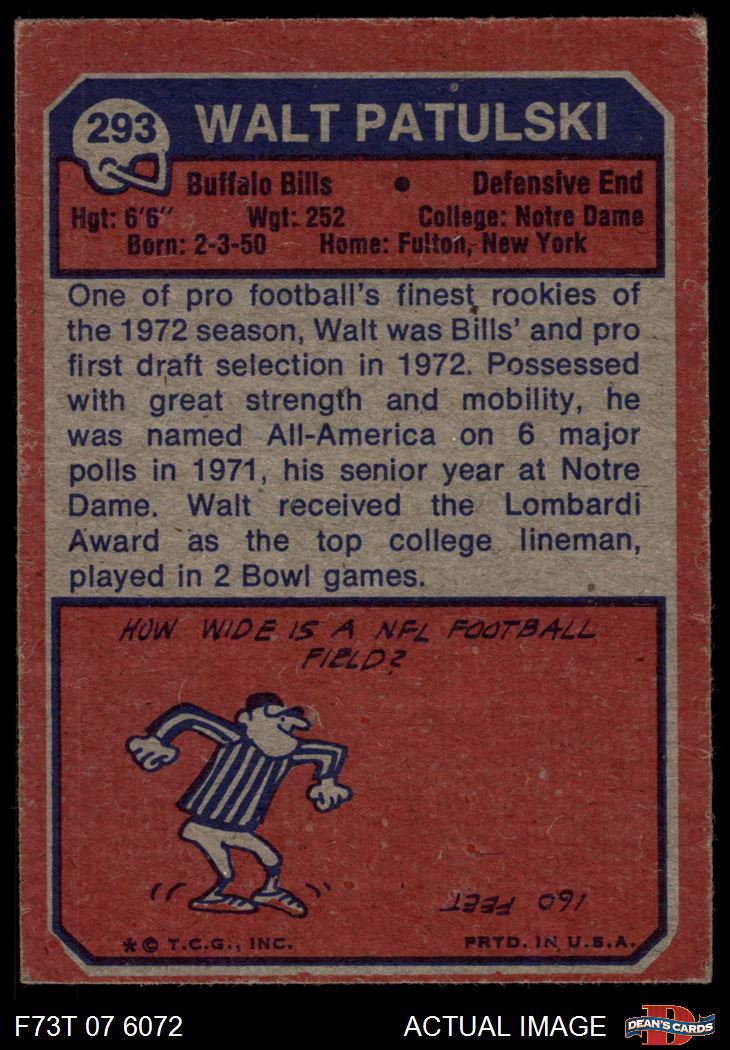 293 WALT PATULSKI
Buffalo Bills • Defensive End
Hgt: 6'6" Wgt: 252 College: Notre Dame
Born: 2-3-50 Home: Fulton, New York
One of pro football's finest rookies of
the 1972 season, Walt was Bills' and pro
first draft selection in 1972. Possessed
with great strength and mobility, he
was named All-America on 6 major
polls in 1971, his senior year at Notre
Dame. Walt received the Lombardi
Award as the top college lineman,
played in 2 Bowl games.
HOW WIDE IS A NFL FOOTBALL
FIELD?
160 FEET
*© T.C.G., INC. PRTD. IN U.S.A.
F73T 07 6072 ACTUAL IMAGE D DEAN'S CARDS